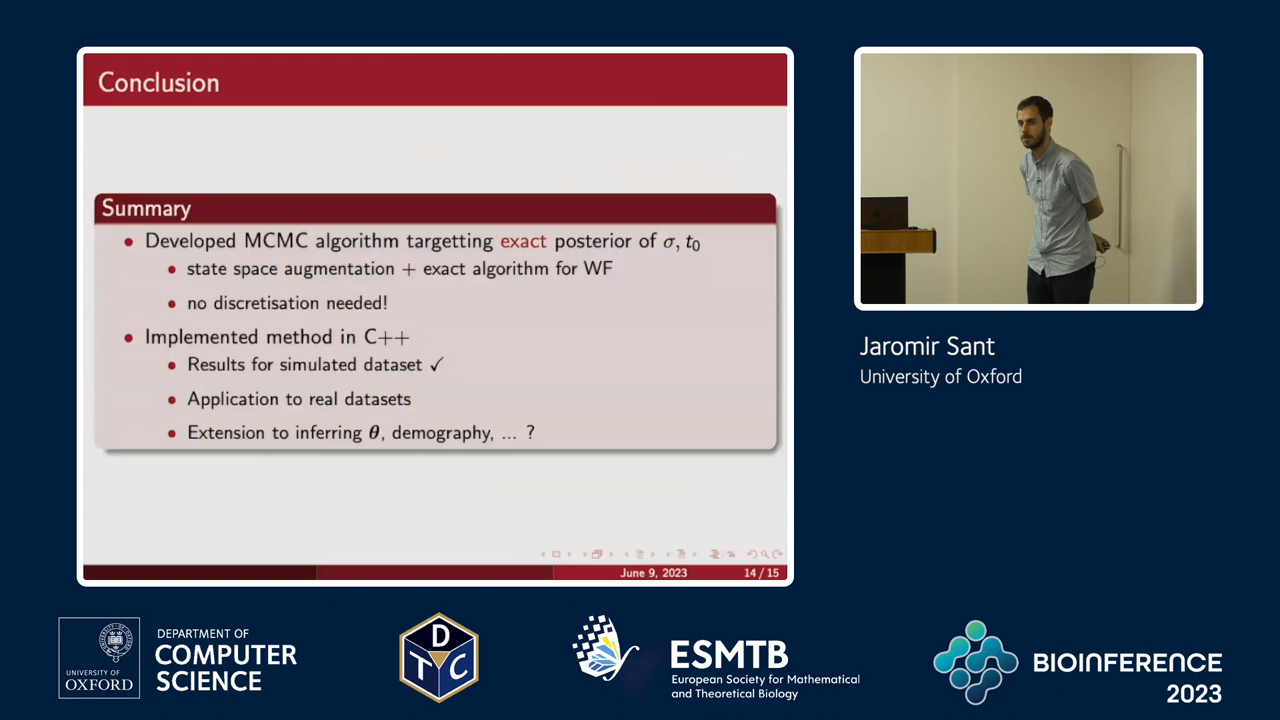 Conclusion
Summary
Developed MCMC algorithm targetting exact posterior of σ, t₀
state space augmentation + exact algorithm for WF
no discretisation needed!
Implemented method in C++
Results for simulated dataset ✓
Application to real datasets
Extension to inferring θ, demography, ... ?
June 9, 2023
14 / 15
Jaromir Sant
University of Oxford
UNIVERSITY OF
OXFORD
DEPARTMENT OF
COMPUTER
SCIENCE
D
T C
ESMTB
European Society for Mathematical
and Theoretical Biology
BIOINFERENCE
2023